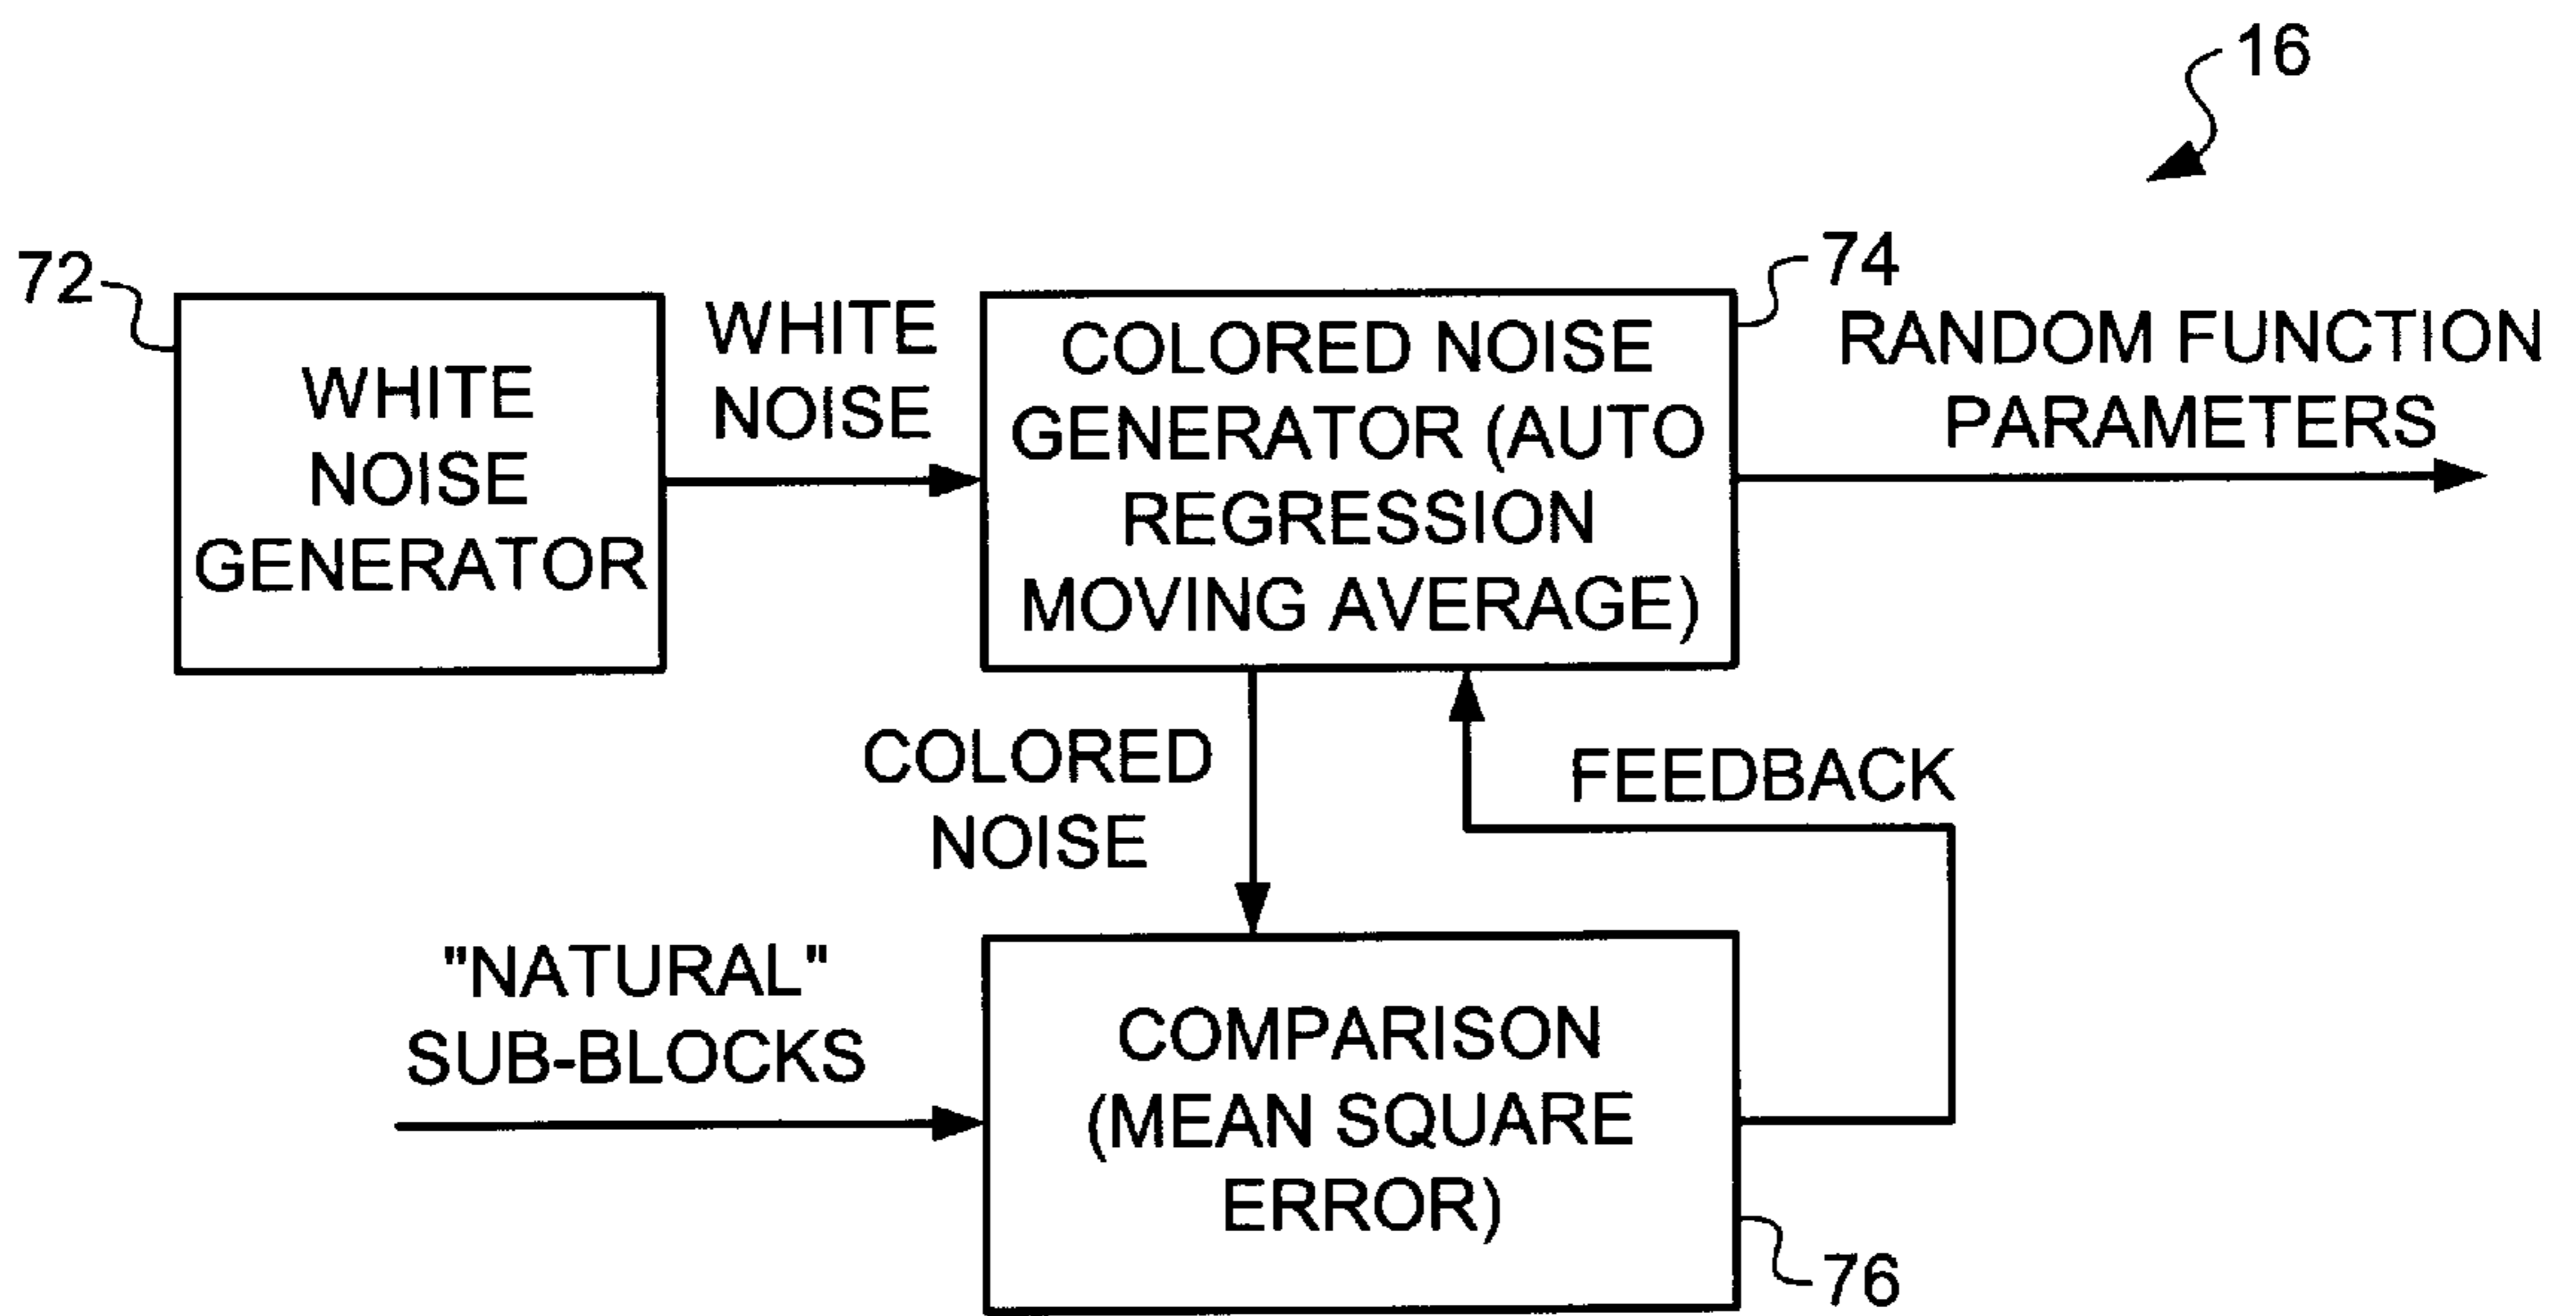 16
72
WHITE
NOISE
GENERATOR
WHITE
NOISE
74
COLORED NOISE
GENERATOR (AUTO
REGRESSION
MOVING AVERAGE)
RANDOM FUNCTION
PARAMETERS
COLORED
NOISE
FEEDBACK
"NATURAL"
SUB-BLOCKS
COMPARISON
(MEAN SQUARE
ERROR)
76